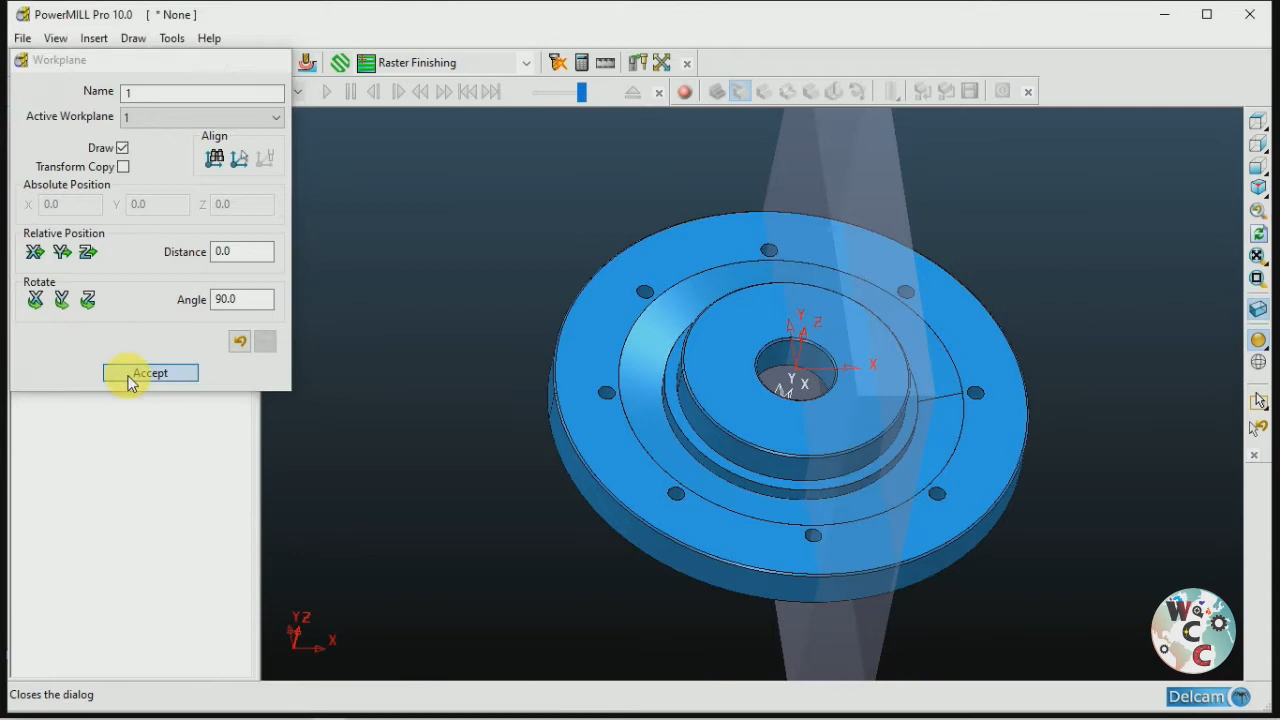 PowerMILL Pro 10.0 [ * None ]
File View Insert Draw Tools Help
Workplane
Raster Finishing
Name 1
Active Workplane 1
Align
Draw
Transform Copy
Absolute Position
X 0.0 Y 0.0 Z 0.0
Relative Position
X Y Z Distance 0.0
Rotate
X Y Z Angle 90.0
Accept
Y Z
X
Y X
Y Z
X
W C C
Closes the dialog
Delcam